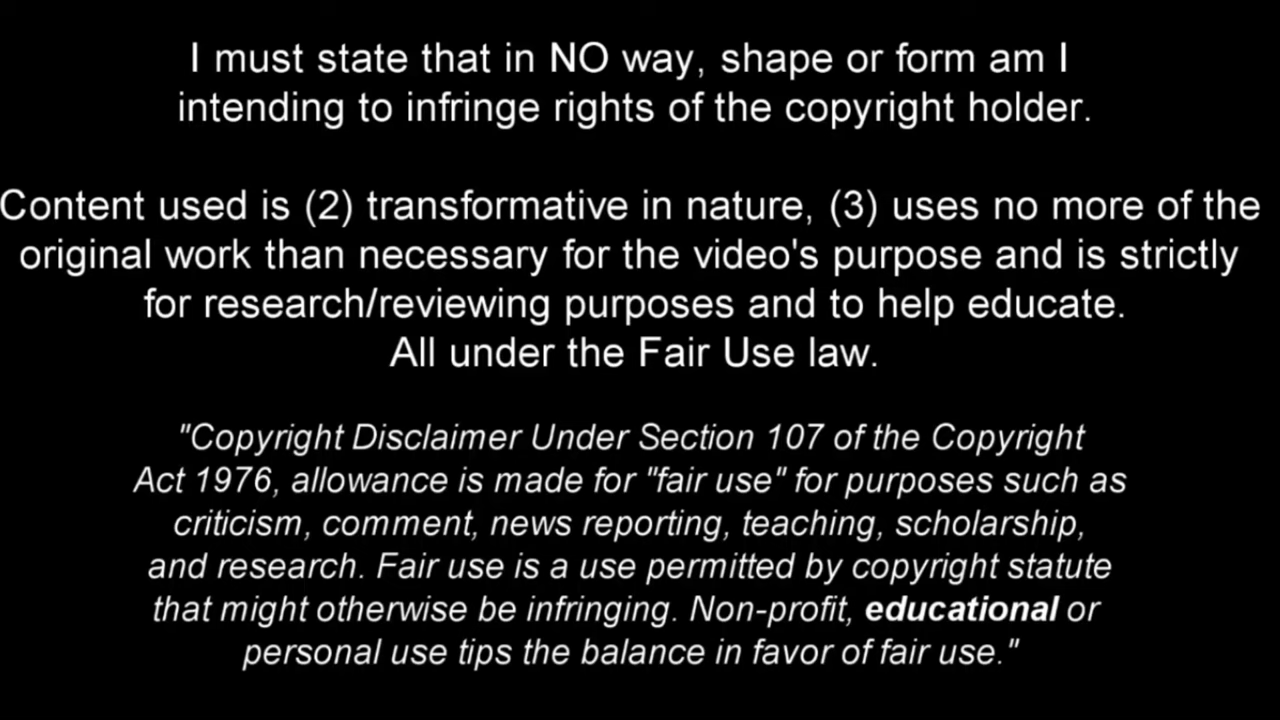 I must state that in NO way, shape or form am I
intending to infringe rights of the copyright holder.
Content used is (2) transformative in nature, (3) uses no more of the
original work than necessary for the video's purpose and is strictly
for research/reviewing purposes and to help educate.
All under the Fair Use law.
"Copyright Disclaimer Under Section 107 of the Copyright
Act 1976, allowance is made for "fair use" for purposes such as
criticism, comment, news reporting, teaching, scholarship,
and research. Fair use is a use permitted by copyright statute
that might otherwise be infringing. Non-profit, educational or
personal use tips the balance in favor of fair use."